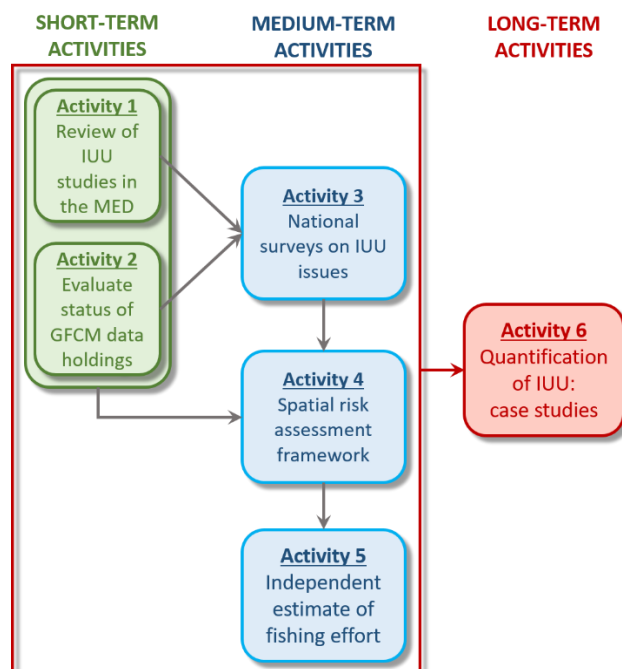 SHORT-TERM
ACTIVITIES
MEDIUM-TERM
ACTIVITIES
LONG-TERM
ACTIVITIES
Activity 1
Review of
IUU
studies in
the MED
Activity 2
Evaluate
status of
GFCM data
holdings
Activity 3
National
surveys on IUU
issues
Activity 4
Spatial risk
assessment
framework
Activity 5
Independent
estimate of
fishing effort
Activity 6
Quantification
of IUU:
case studies